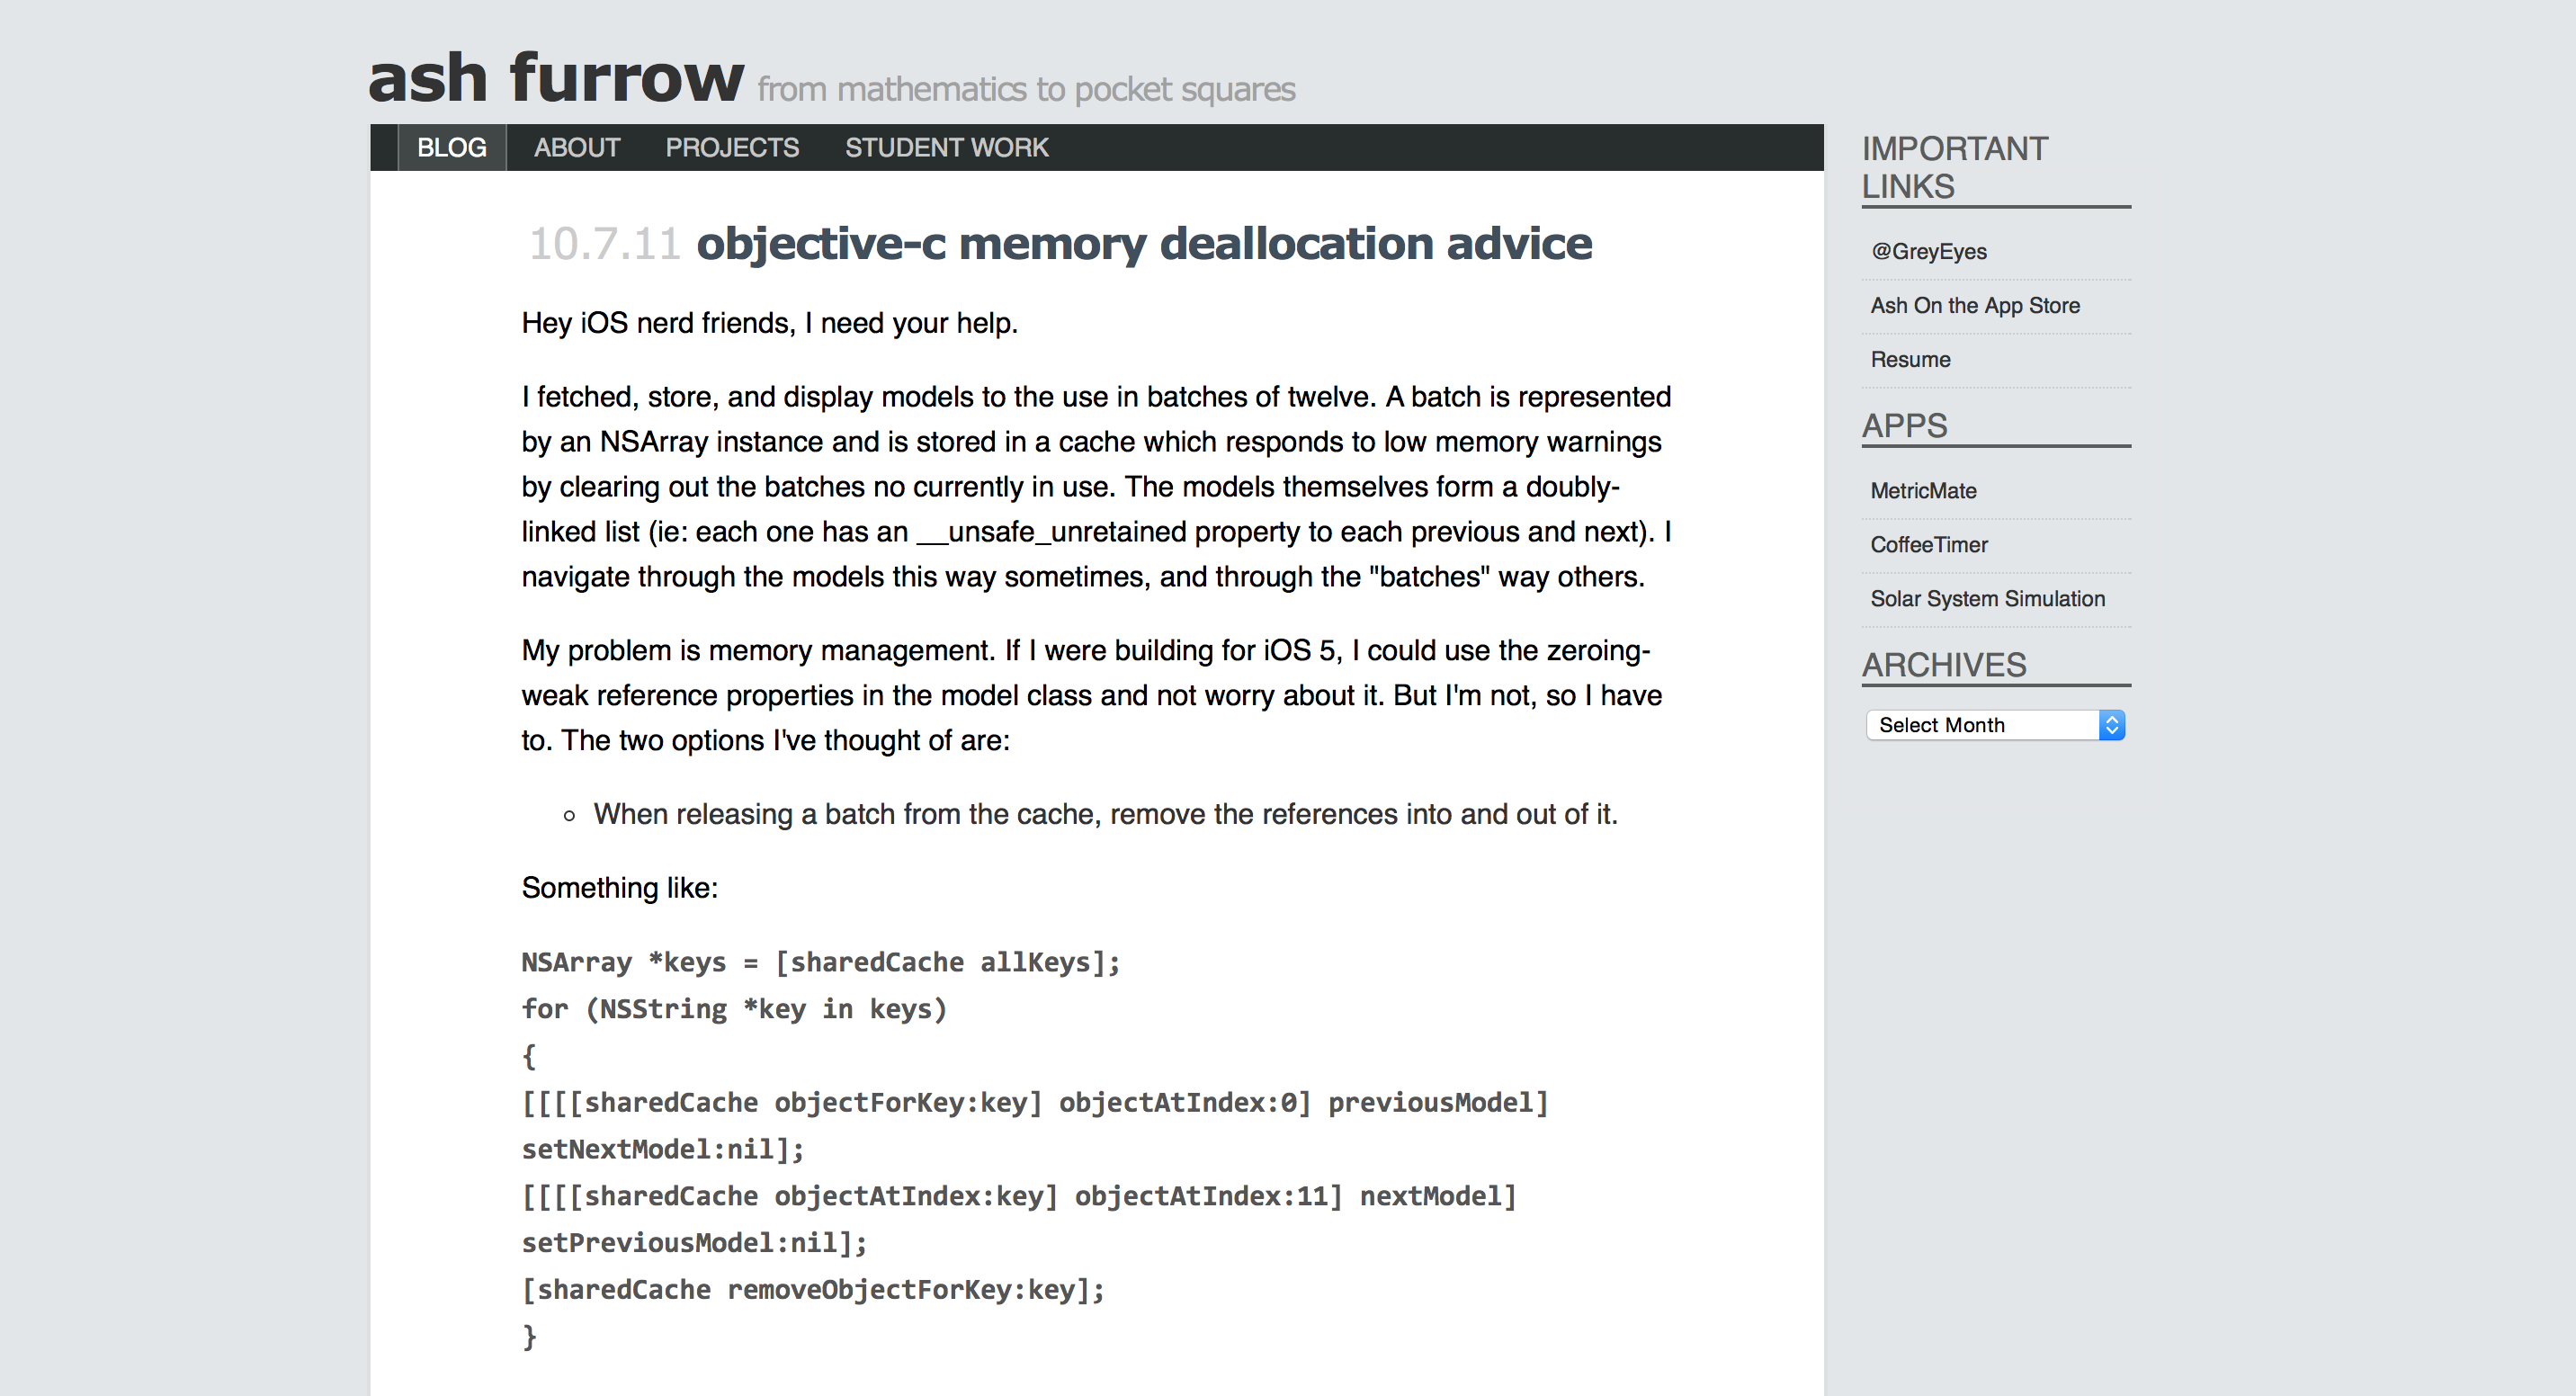 ash furrow from mathematics to pocket squares
BLOG ABOUT PROJECTS STUDENT WORK
10.7.11 objective-c memory deallocation advice
Hey iOS nerd friends, I need your help.
I fetched, store, and display models to the use in batches of twelve. A batch is represented
by an NSArray instance and is stored in a cache which responds to low memory warnings
by clearing out the batches no currently in use. The models themselves form a doubly-
linked list (ie: each one has an __unsafe_unretained property to each previous and next). I
navigate through the models this way sometimes, and through the "batches" way others.
My problem is memory management. If I were building for iOS 5, I could use the zeroing-
weak reference properties in the model class and not worry about it. But I'm not, so I have
to. The two options I've thought of are:
When releasing a batch from the cache, remove the references into and out of it.
Something like:
NSArray *keys = [sharedCache allKeys];
for (NSString *key in keys)
{
[[[[sharedCache objectForKey:key] objectAtIndex:0] previousModel]
setNextModel:nil];
[[[[sharedCache objectAtIndex:key] objectAtIndex:11] nextModel]
setPreviousModel:nil];
[sharedCache removeObjectForKey:key];
}
IMPORTANT
LINKS
@GreyEyes
Ash On the App Store
Resume
APPS
MetricMate
CoffeeTimer
Solar System Simulation
ARCHIVES
Select Month